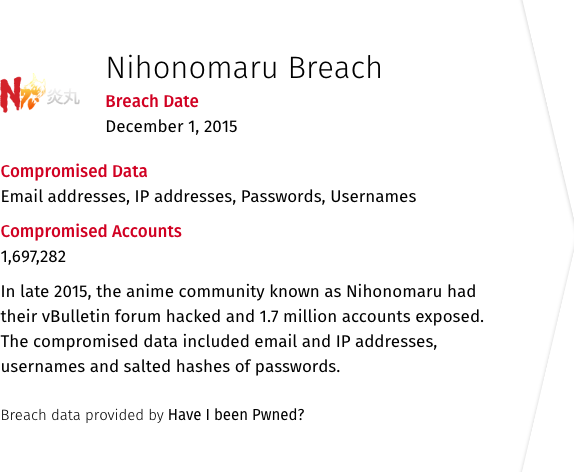 Nihonomaru Breach
Breach Date
炎丸
December 1, 2015
Compromised Data
Email addresses, IP addresses, Passwords, Usernames
Compromised Accounts
1,697,282
In late 2015, the anime community known as Nihonomaru had
their vBulletin forum hacked and 1.7 million accounts exposed.
The compromised data included email and IP addresses,
usernames and salted hashes of passwords.
Breach data provided by Have I been Pwned?